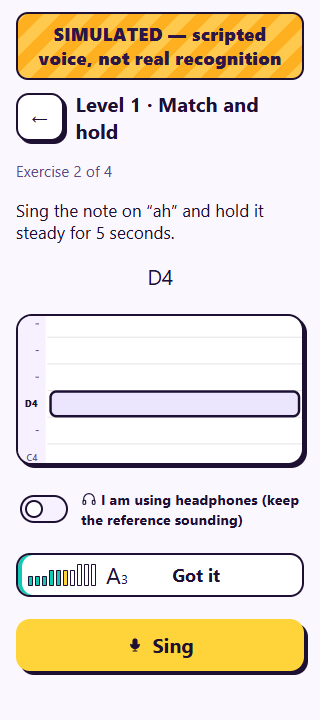 SIMULATED — scripted
voice, not real recognition
←
Level 1 · Match and
hold
Exercise 2 of 4
Sing the note on “ah” and hold it
steady for 5 seconds.
D4
–
–
–
D4
–
C4
I am using headphones (keep
the reference sounding)
A3 Got it
Sing